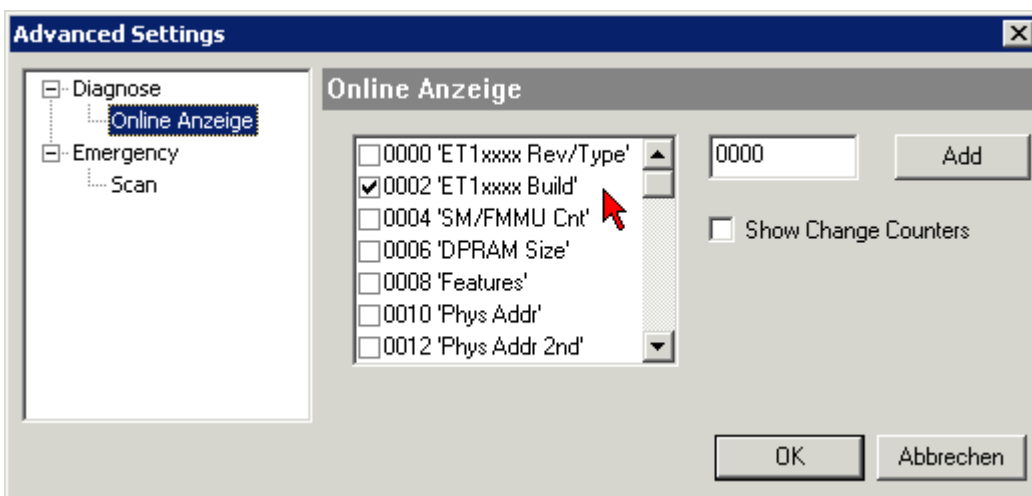 Advanced Settings
Diagnose
Online Anzeige
Emergency
Scan
Online Anzeige
0000 'ET1xxxx Rev/Type'
0002 'ET1xxxx Build'
0004 'SM/FMMU Cnt'
0006 'DPRAM Size'
0008 'Features'
0010 'Phys Addr'
0012 'Phys Addr 2nd'
0000
Add
Show Change Counters
OK
Abbrechen